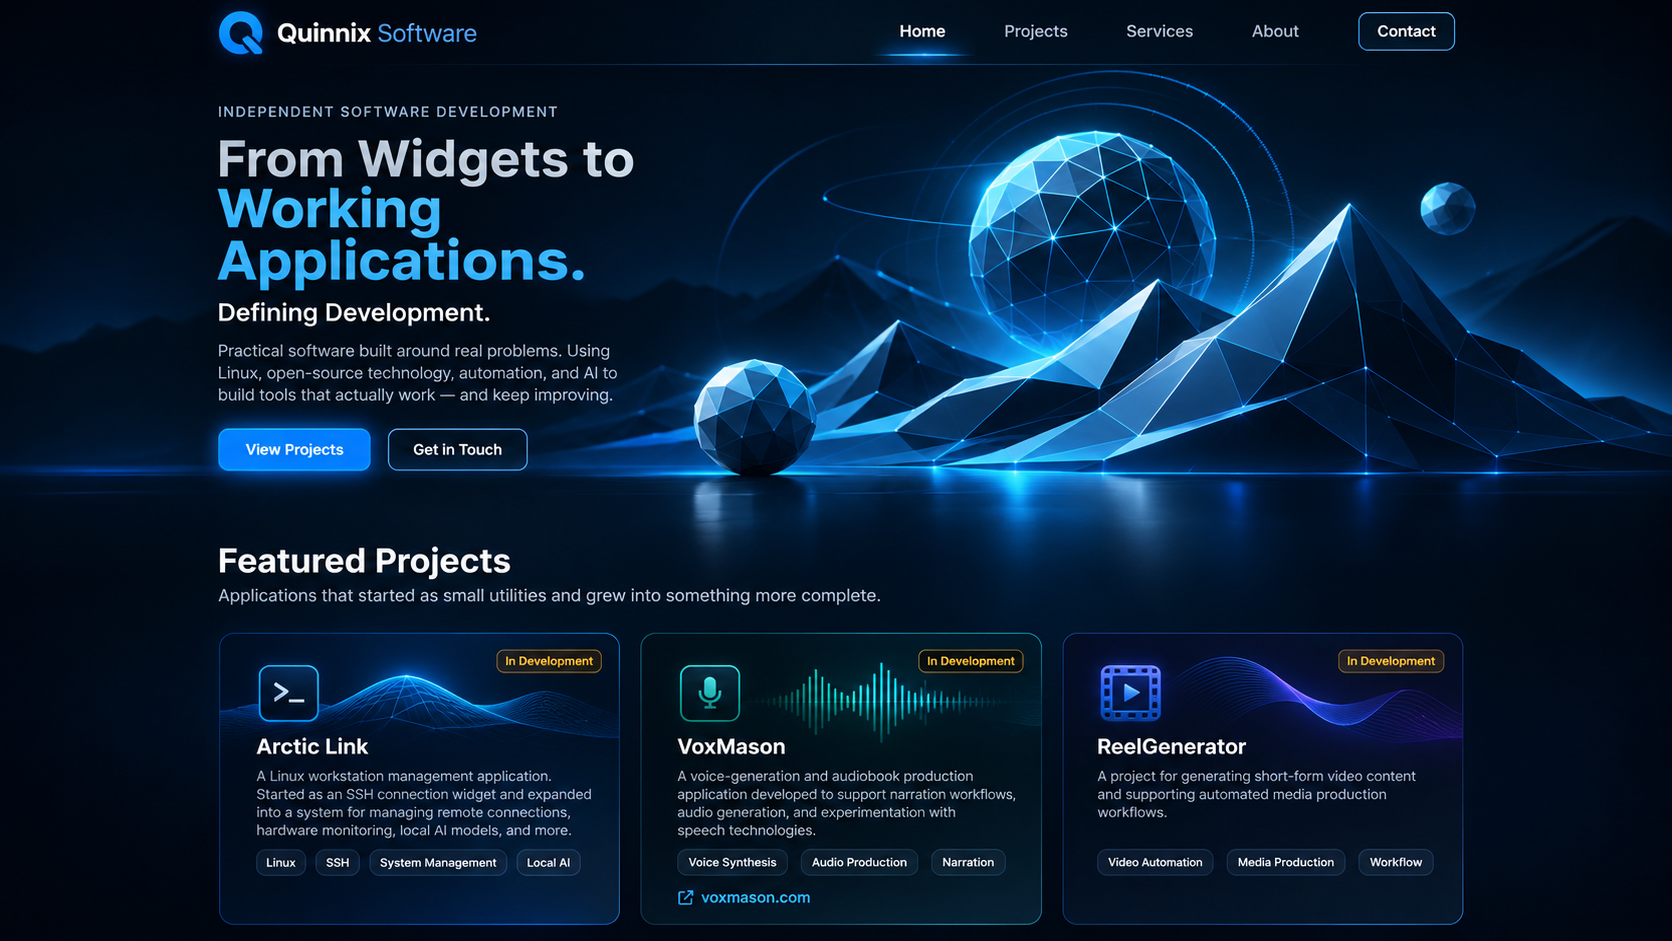 Quinnix Software
Home
Projects
Services
About
Contact
INDEPENDENT SOFTWARE DEVELOPMENT
From Widgets to
Working
Applications.
Defining Development.
Practical software built around real problems. Using
Linux, open-source technology, automation, and AI to
build tools that actually work — and keep improving.
View Projects
Get in Touch
Featured Projects
Applications that started as small utilities and grew into something more complete.
In Development
>_
Arctic Link
A Linux workstation management application.
Started as an SSH connection widget and expanded
into a system for managing remote connections,
hardware monitoring, local AI models, and more.
Linux
SSH
System Management
Local AI
In Development
VoxMason
A voice-generation and audiobook production
application developed to support narration workflows,
audio generation, and experimentation with
speech technologies.
Voice Synthesis
Audio Production
Narration
voxmason.com
In Development
ReelGenerator
A project for generating short-form video content
and supporting automated media production
workflows.
Video Automation
Media Production
Workflow